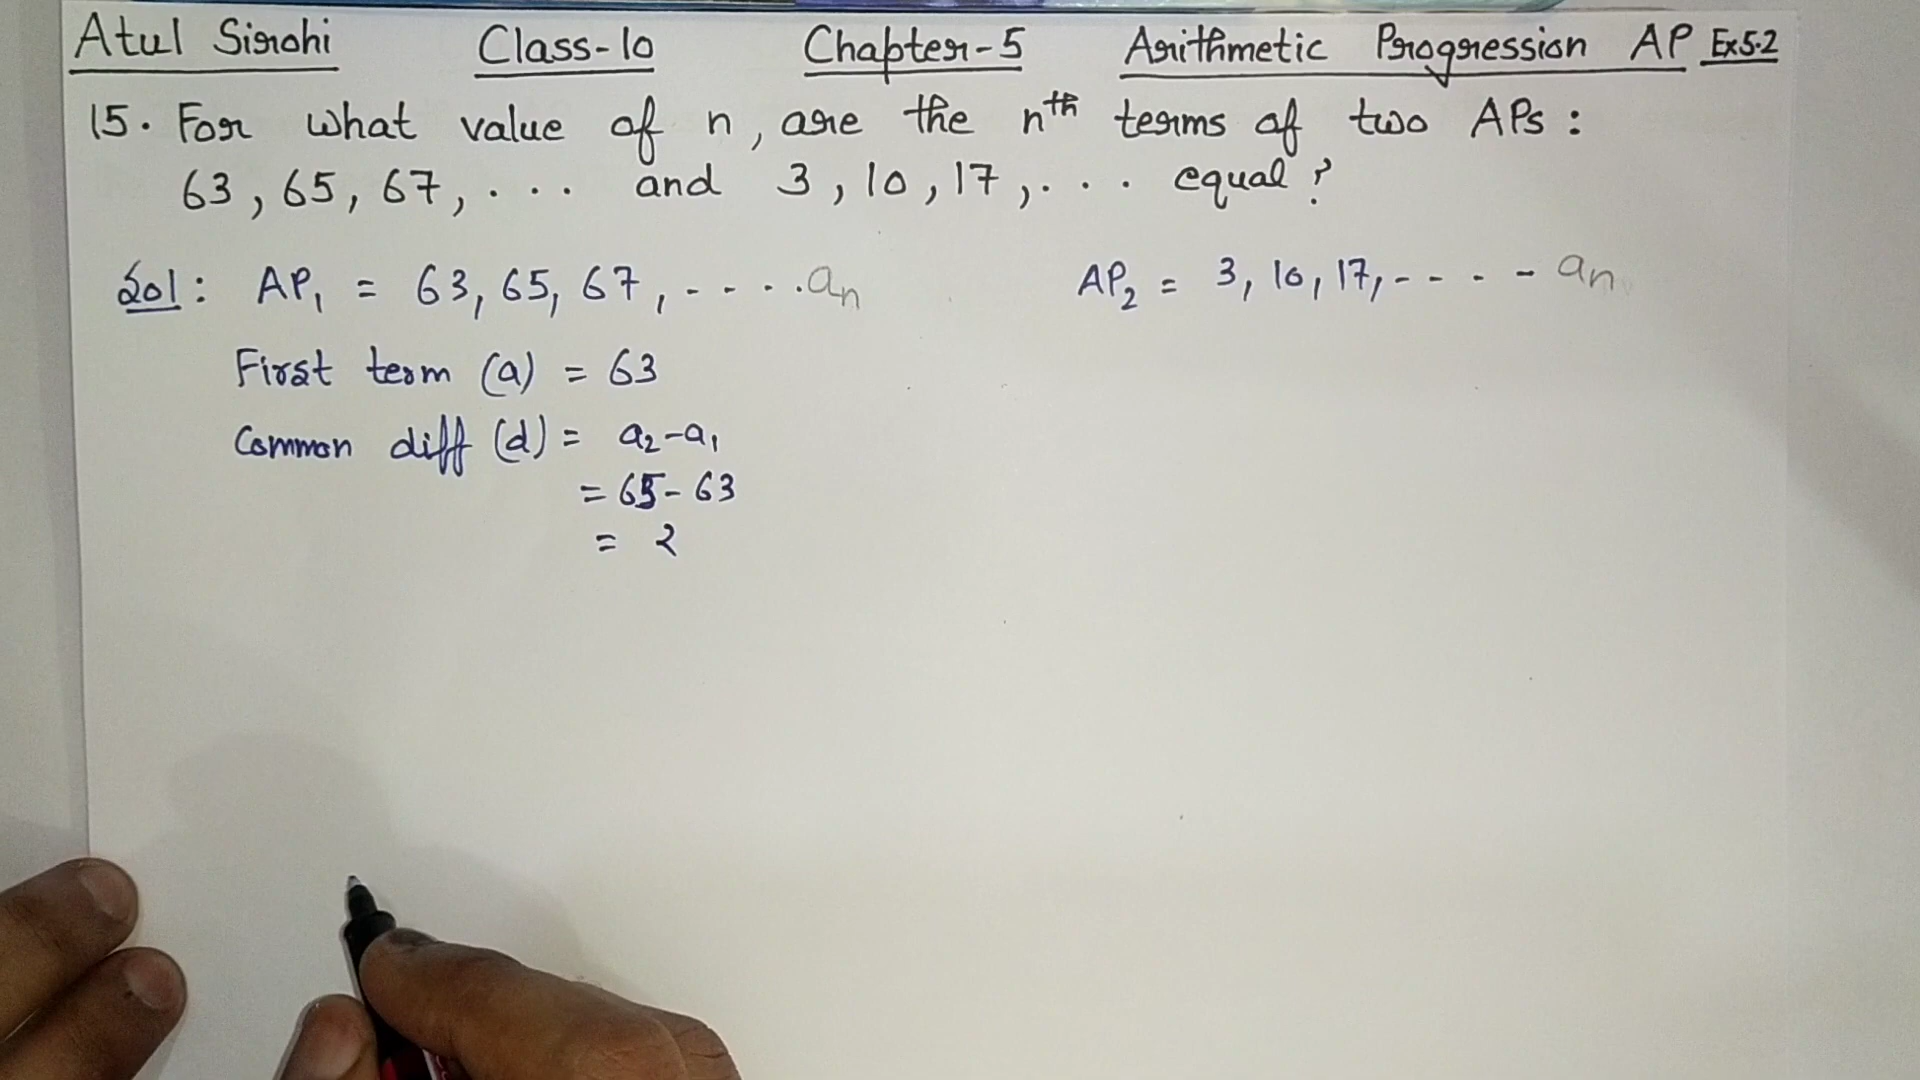 Atul Sirohi Class-10 Chapter-5 Arithmetic Progression AP Ex5.2
15. For what value of n, are the nth terms of two APs :
63, 65, 67, . . . and 3, 10, 17, . . . equal ?
Sol : AP₁ = 63, 65, 67, - - - . . an
AP₂ = 3, 10, 17, - - - - - an
First term (a) = 63
Common diff (d) = a₂-a₁
= 65-63
= 2